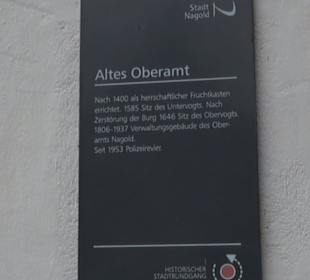 Stadt
Nagold
Altes Oberamt
Nach 1400 als herrschaftlicher Fruchtkasten
errichtet. 1585 Sitz des Untervogts. Nach
Zerstörung der Burg 1646 Sitz des Obervogts.
1806-1937 Verwaltungsgebäude des Ober-
amts Nagold.
Seit 1953 Polizeirevier.
HISTORISCHER
STADTRUNDGANG